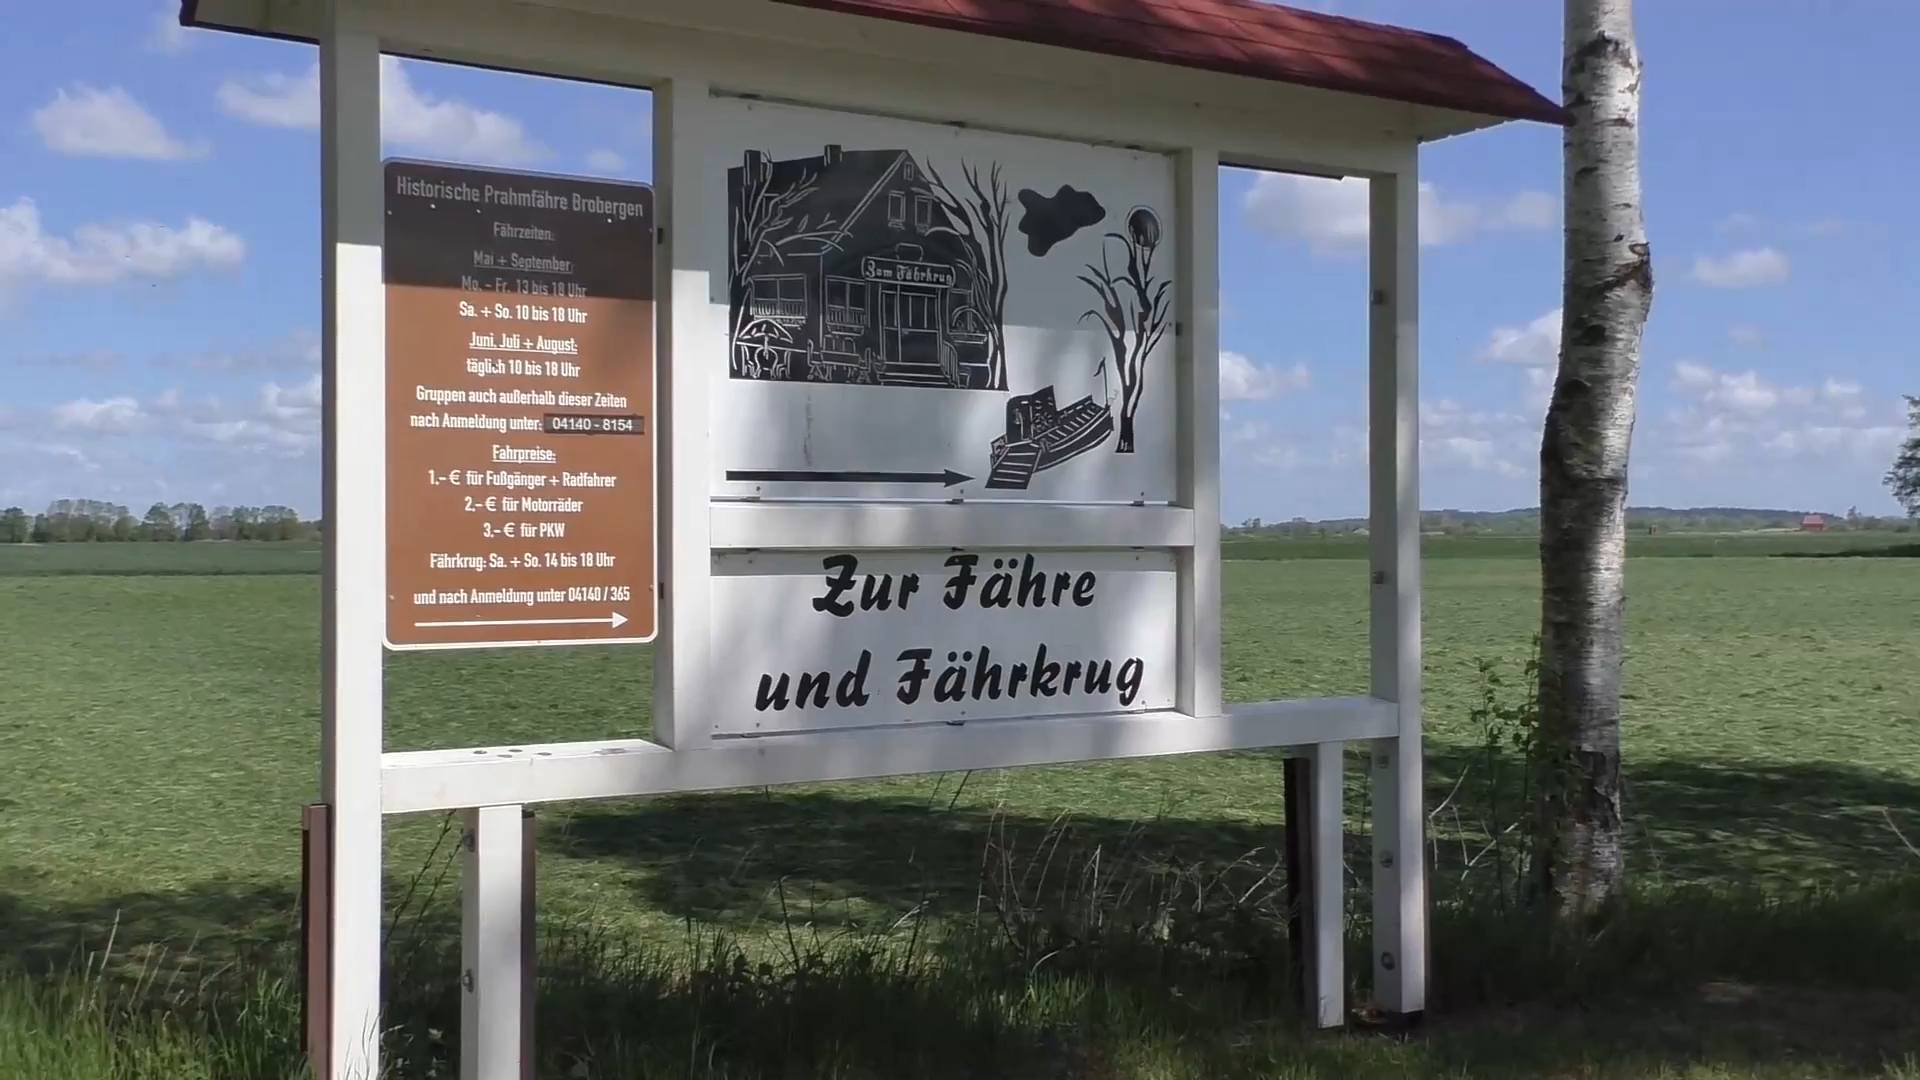 Historische Prahmfähre Brobergen
Fährzeiten:
Mai + September:
Mo. - Fr. 13 bis 18 Uhr
Sa. + So. 10 bis 18 Uhr
Juni, Juli + August:
täglich 10 bis 18 Uhr
Gruppen auch außerhalb dieser Zeiten
nach Anmeldung unter: 04140 - 8154
Fahrpreise:
1.- € für Fußgänger + Radfahrer
2.- € für Motorräder
3.- € für PKW
Fährkrug: Sa. + So. 14 bis 18 Uhr
und nach Anmeldung unter 04140 / 365
Zum Fährkrug
Zur Fähre
und Fährkrug